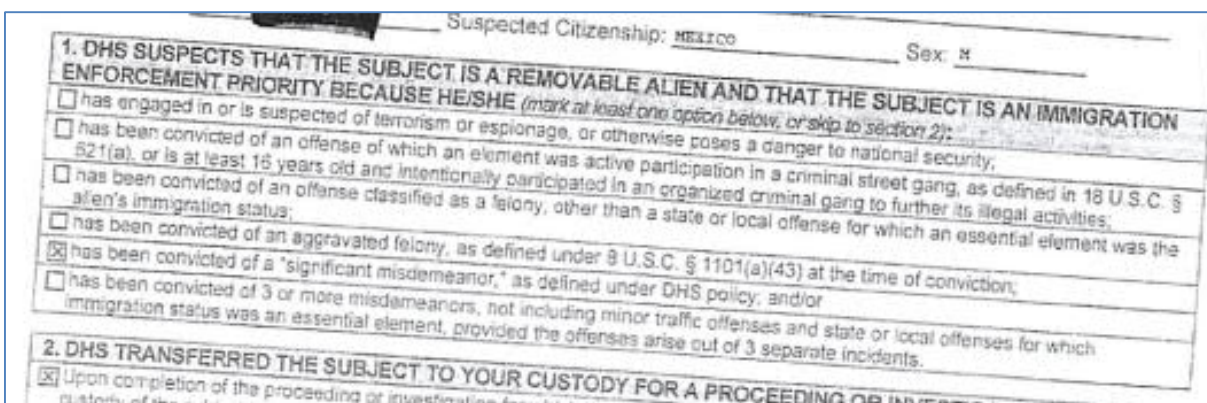 Suspected Citizenship: MEXICO Sex: M
1. DHS SUSPECTS THAT THE SUBJECT IS A REMOVABLE ALIEN AND THAT THE SUBJECT IS AN IMMIGRATION
ENFORCEMENT PRIORITY BECAUSE HE/SHE (mark at least one option below, or skip to section 2):
☐ has engaged in or is suspected of terrorism or espionage, or otherwise poses a danger to national security;
☐ has been convicted of an offense of which an element was active participation in a criminal street gang, as defined in 18 U.S.C. §
521(a), or is at least 16 years old and intentionally participated in an organized criminal gang to further its illegal activities;
☐ has been convicted of an offense classified as a felony, other than a state or local offense for which an essential element was the
alien's immigration status;
☐ has been convicted of an aggravated felony, as defined under 8 U.S.C. § 1101(a)(43) at the time of conviction;
☒ has been convicted of a "significant misdemeanor," as defined under DHS policy; and/or
☐ has been convicted of 3 or more misdemeanors, not including minor traffic offenses and state or local offenses for which
immigration status was an essential element, provided the offenses arise out of 3 separate incidents.
2. DHS TRANSFERRED THE SUBJECT TO YOUR CUSTODY FOR A PROCEEDING OR
☒ Upon completion of the proceeding or investigation for
custody of the